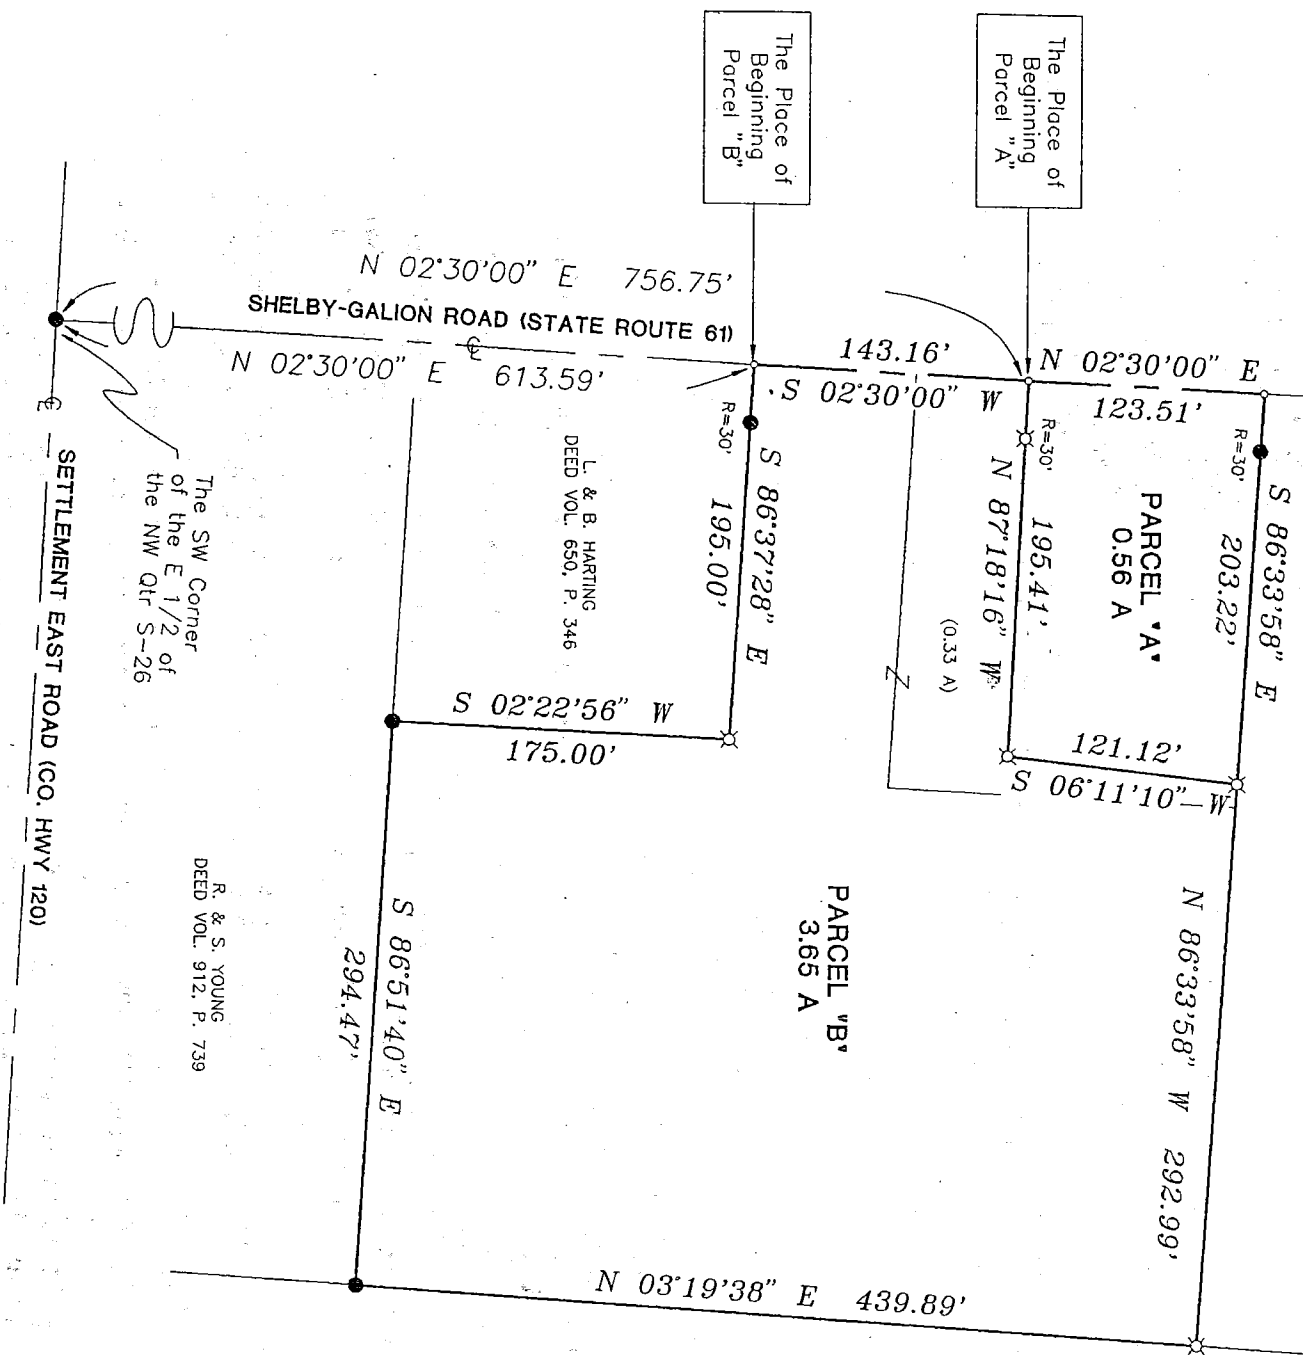 The Place of
Beginning
Parcel "B"
The Place of
Beginning
Parcel "A"
N 02°30'00" E 756.75'
SHELBY-GALION ROAD (STATE ROUTE 61)
℄
N 02°30'00" E 613.59'
143.16'
S 02°30'00" W
N 02°30'00" E
123.51'
R=30'
S 86°33'58" E
203.22'
PARCEL "A"
0.56 A
R=30'
195.41'
N 87°18'16" W
(0.33 A)
121.12'
S 06°11'10" W
R=30'
S 86°37'28" E
195.00'
L. & B. HARTING
DEED VOL. 650, P. 346
S 02°22'56" W
175.00'
Z
℄
SETTLEMENT EAST ROAD (CO. HWY 120)
The SW Corner
of the E 1/2 of
the NW Qtr S-26
R. & S. YOUNG
DEED VOL. 912, P. 739
S 86°51'40" E
294.47'
PARCEL "B"
3.65 A
N 86°33'58" W 292.99'
N 03°19'38" E 439.89'